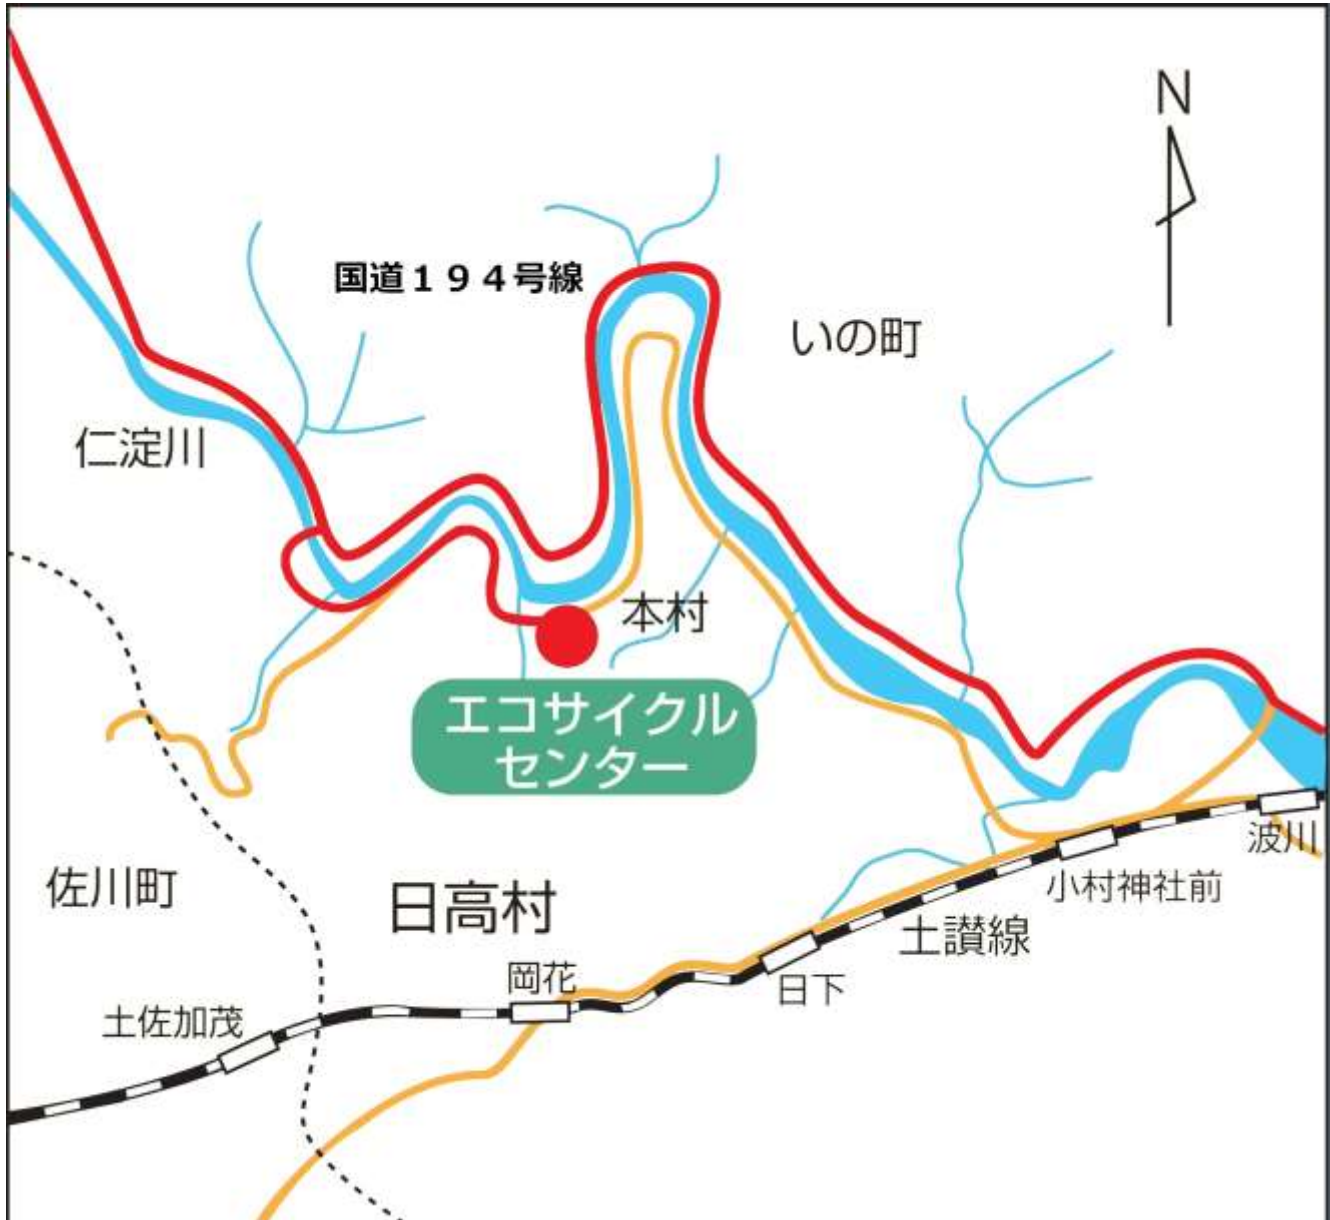 N
国道１９４号線
いの町
仁淀川
本村
エコサイクル
センター
波川
佐川町
日高村
小村神社前
土讃線
岡花
日下
土佐加茂